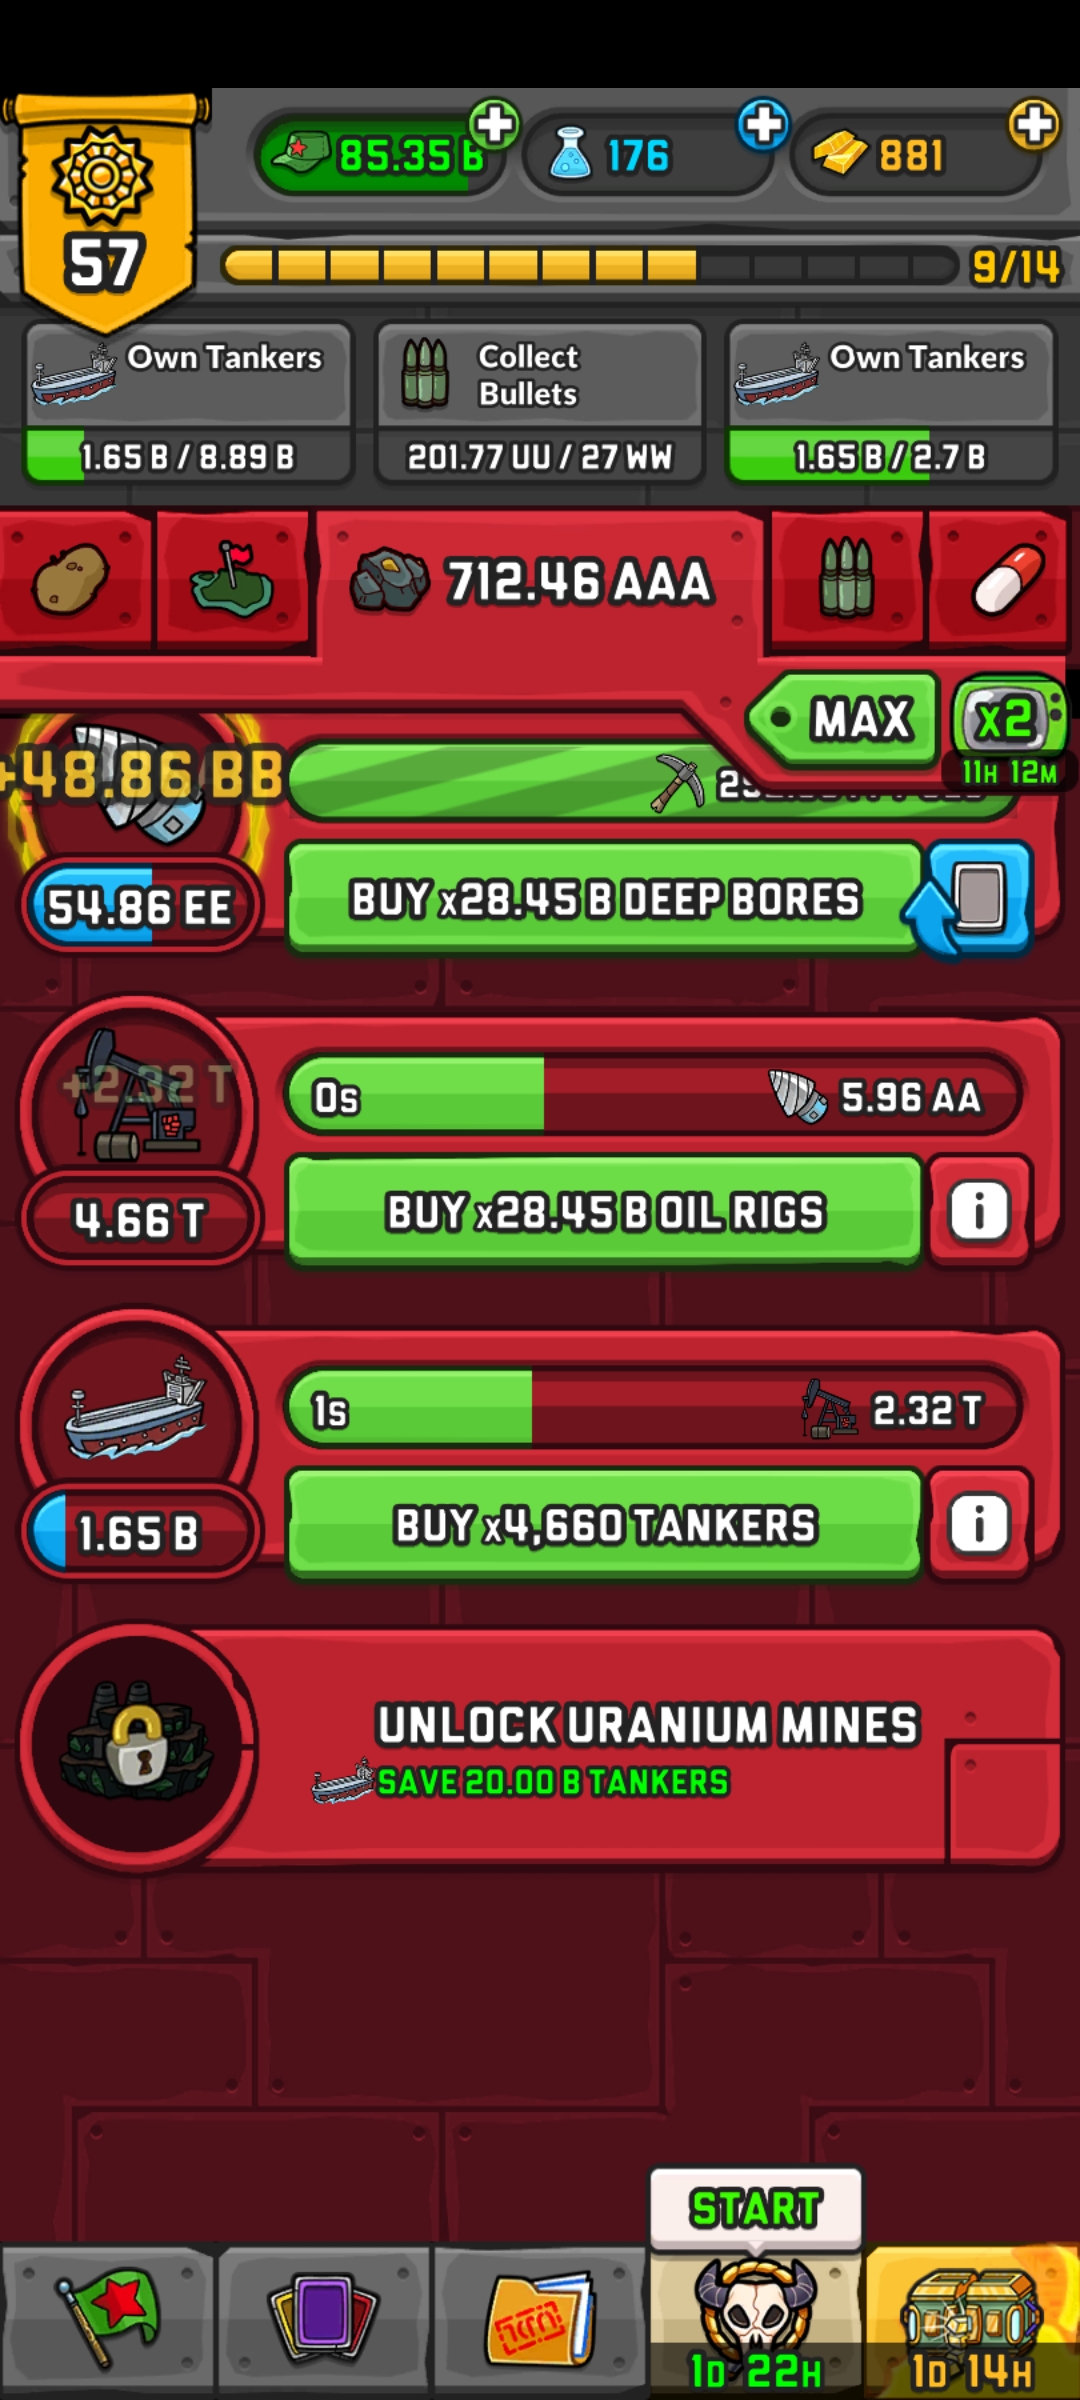 85.35 B
176
881
57
9/14
Own Tankers
1.65 B / 8.89 B
Collect
Bullets
201.77 UU / 27 WW
Own Tankers
1.65 B / 2.7 B
712.46 AAA
MAX
x2
11H 12M
+48.86 BB
54.86 EE
BUY x28.45 B DEEP BORES
+2.32 T
0s
5.96 AA
4.66 T
BUY x28.45 B OIL RIGS
i
1s
2.32 T
1.65 B
BUY x4,660 TANKERS
i
UNLOCK URANIUM MINES
SAVE 20.00 B TANKERS
START
1D 22H
1D 14H